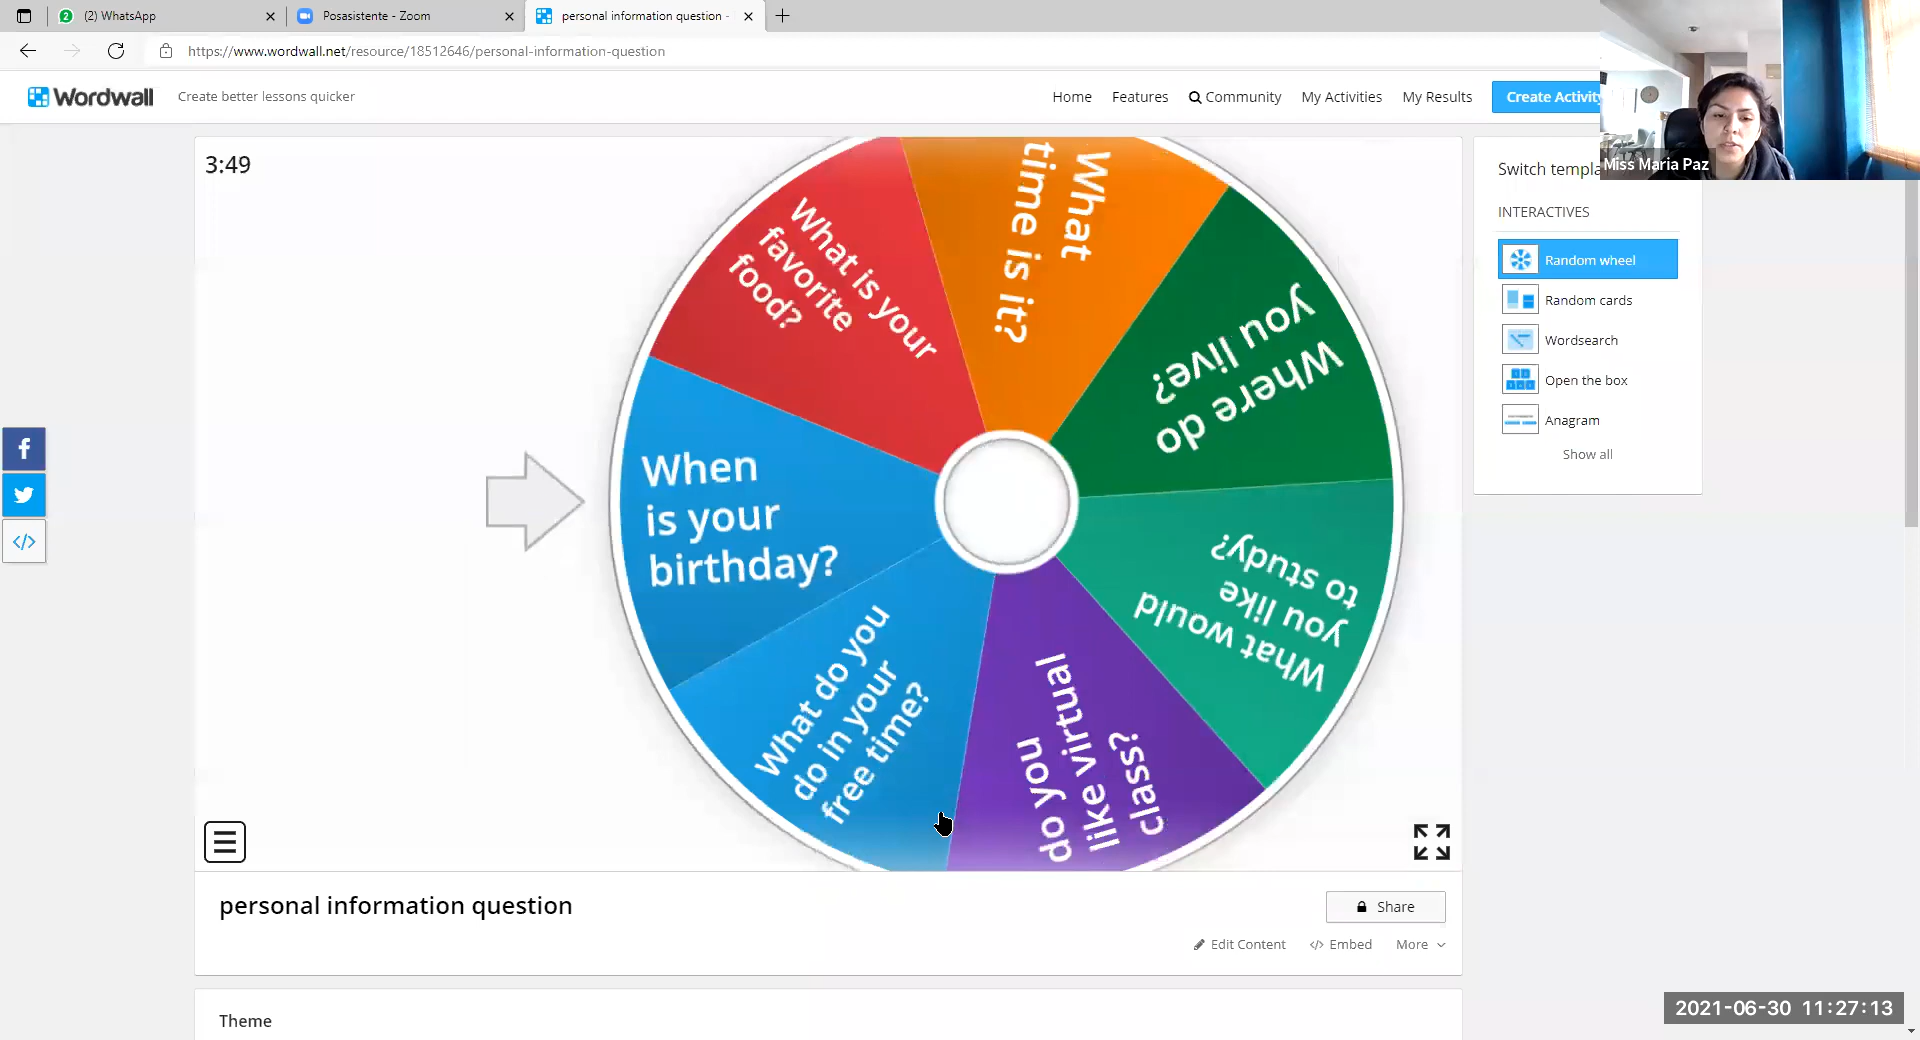 (2) WhatsApp
Posasistente - Zoom
personal information question -
https://www.wordwall.net/resource/18512646/personal-information-question
Wordwall
Create better lessons quicker
Home
Features
Community
My Activities
My Results
Create Activity
Miss Maria Paz
3:49
What
time is it?
What is your
favorite
food?
Where do
you live?
When
is your
birthday?
What would
you like
to study?
What do you
do in your
free time?
do you
like virtual
class?
Switch templa
INTERACTIVES
Random wheel
Random cards
Wordsearch
Open the box
Anagram
Show all
personal information question
Share
Edit Content
</> Embed
More
Theme
2021-06-30 11:27:13